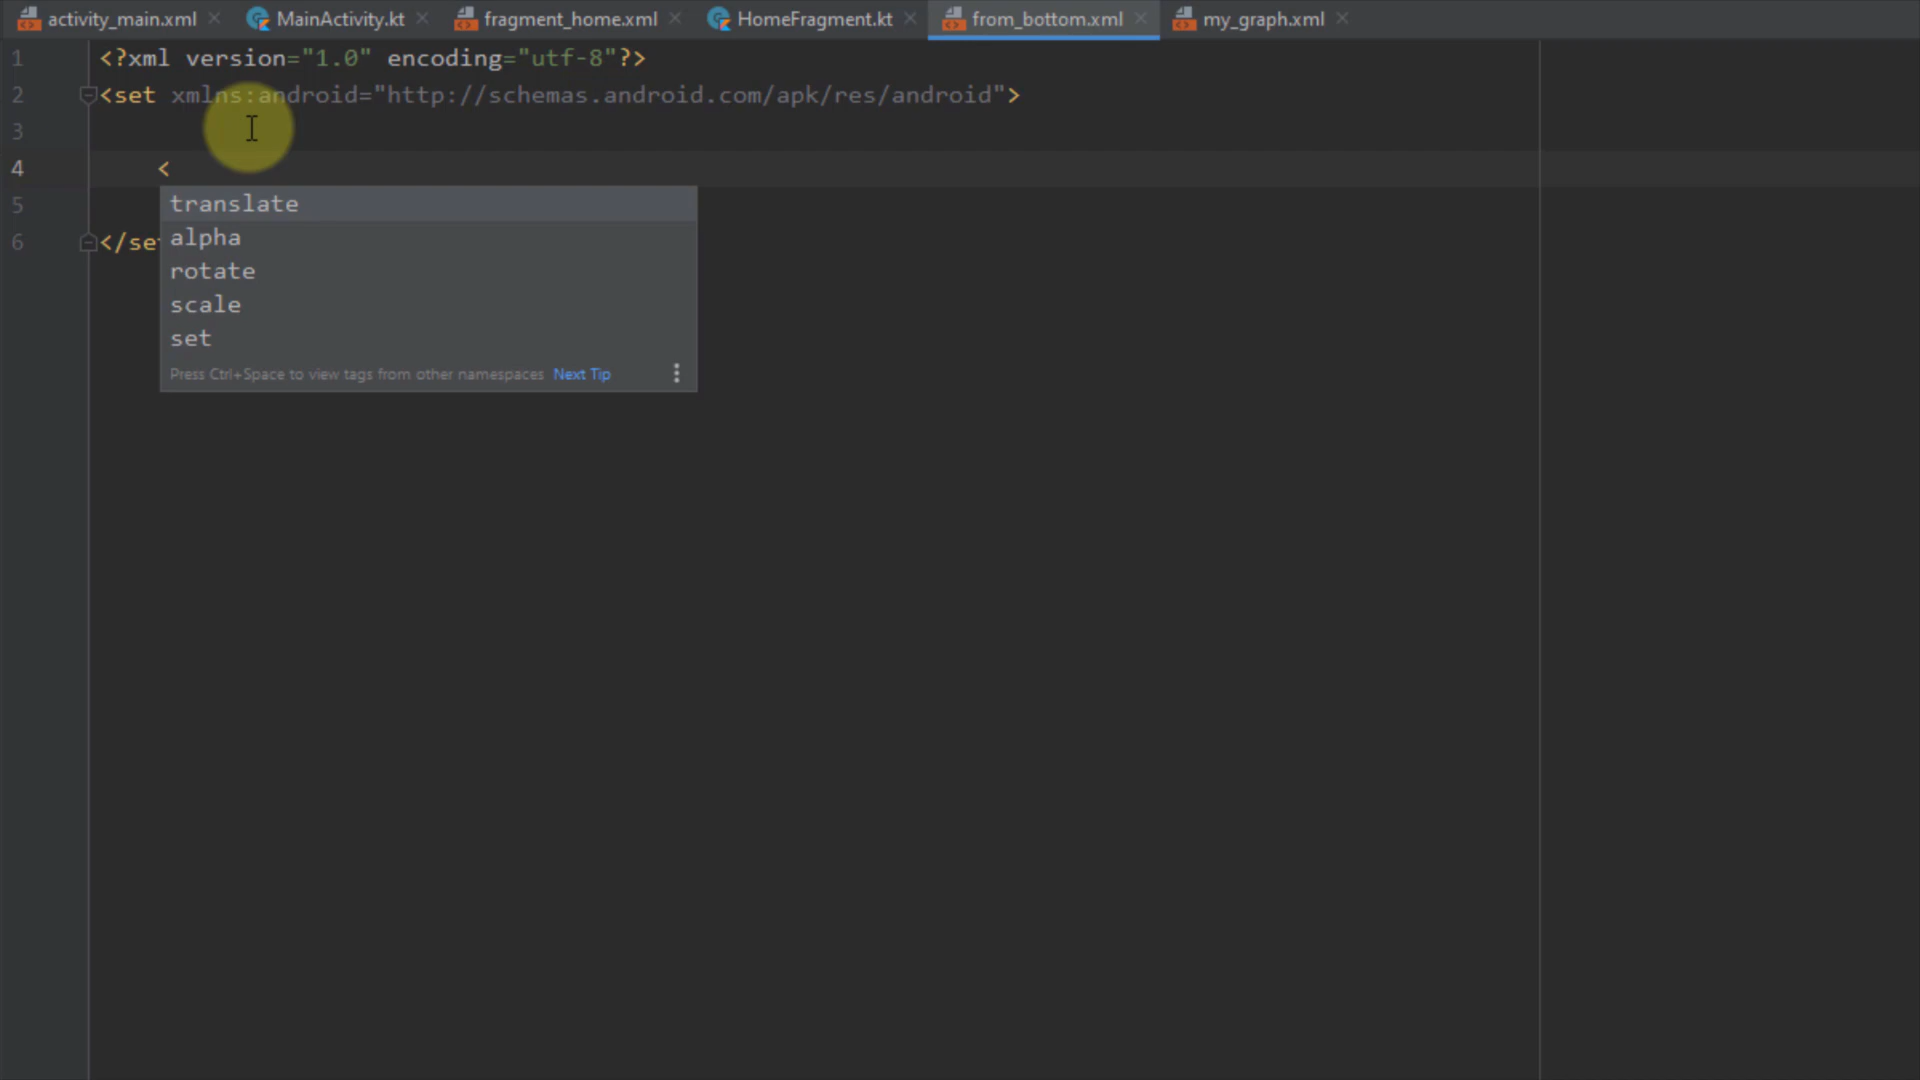 activity_main.xml MainActivity.kt fragment_home.xml HomeFragment.kt from_bottom.xml my_graph.xml
1 <?xml version="1.0" encoding="utf-8"?>
2 <set xmlns:android="http://schemas.android.com/apk/res/android">
3
4 <
translate
5
alpha
6 </set
rotate
scale
set
Press Ctrl+Space to view tags from other namespaces Next Tip